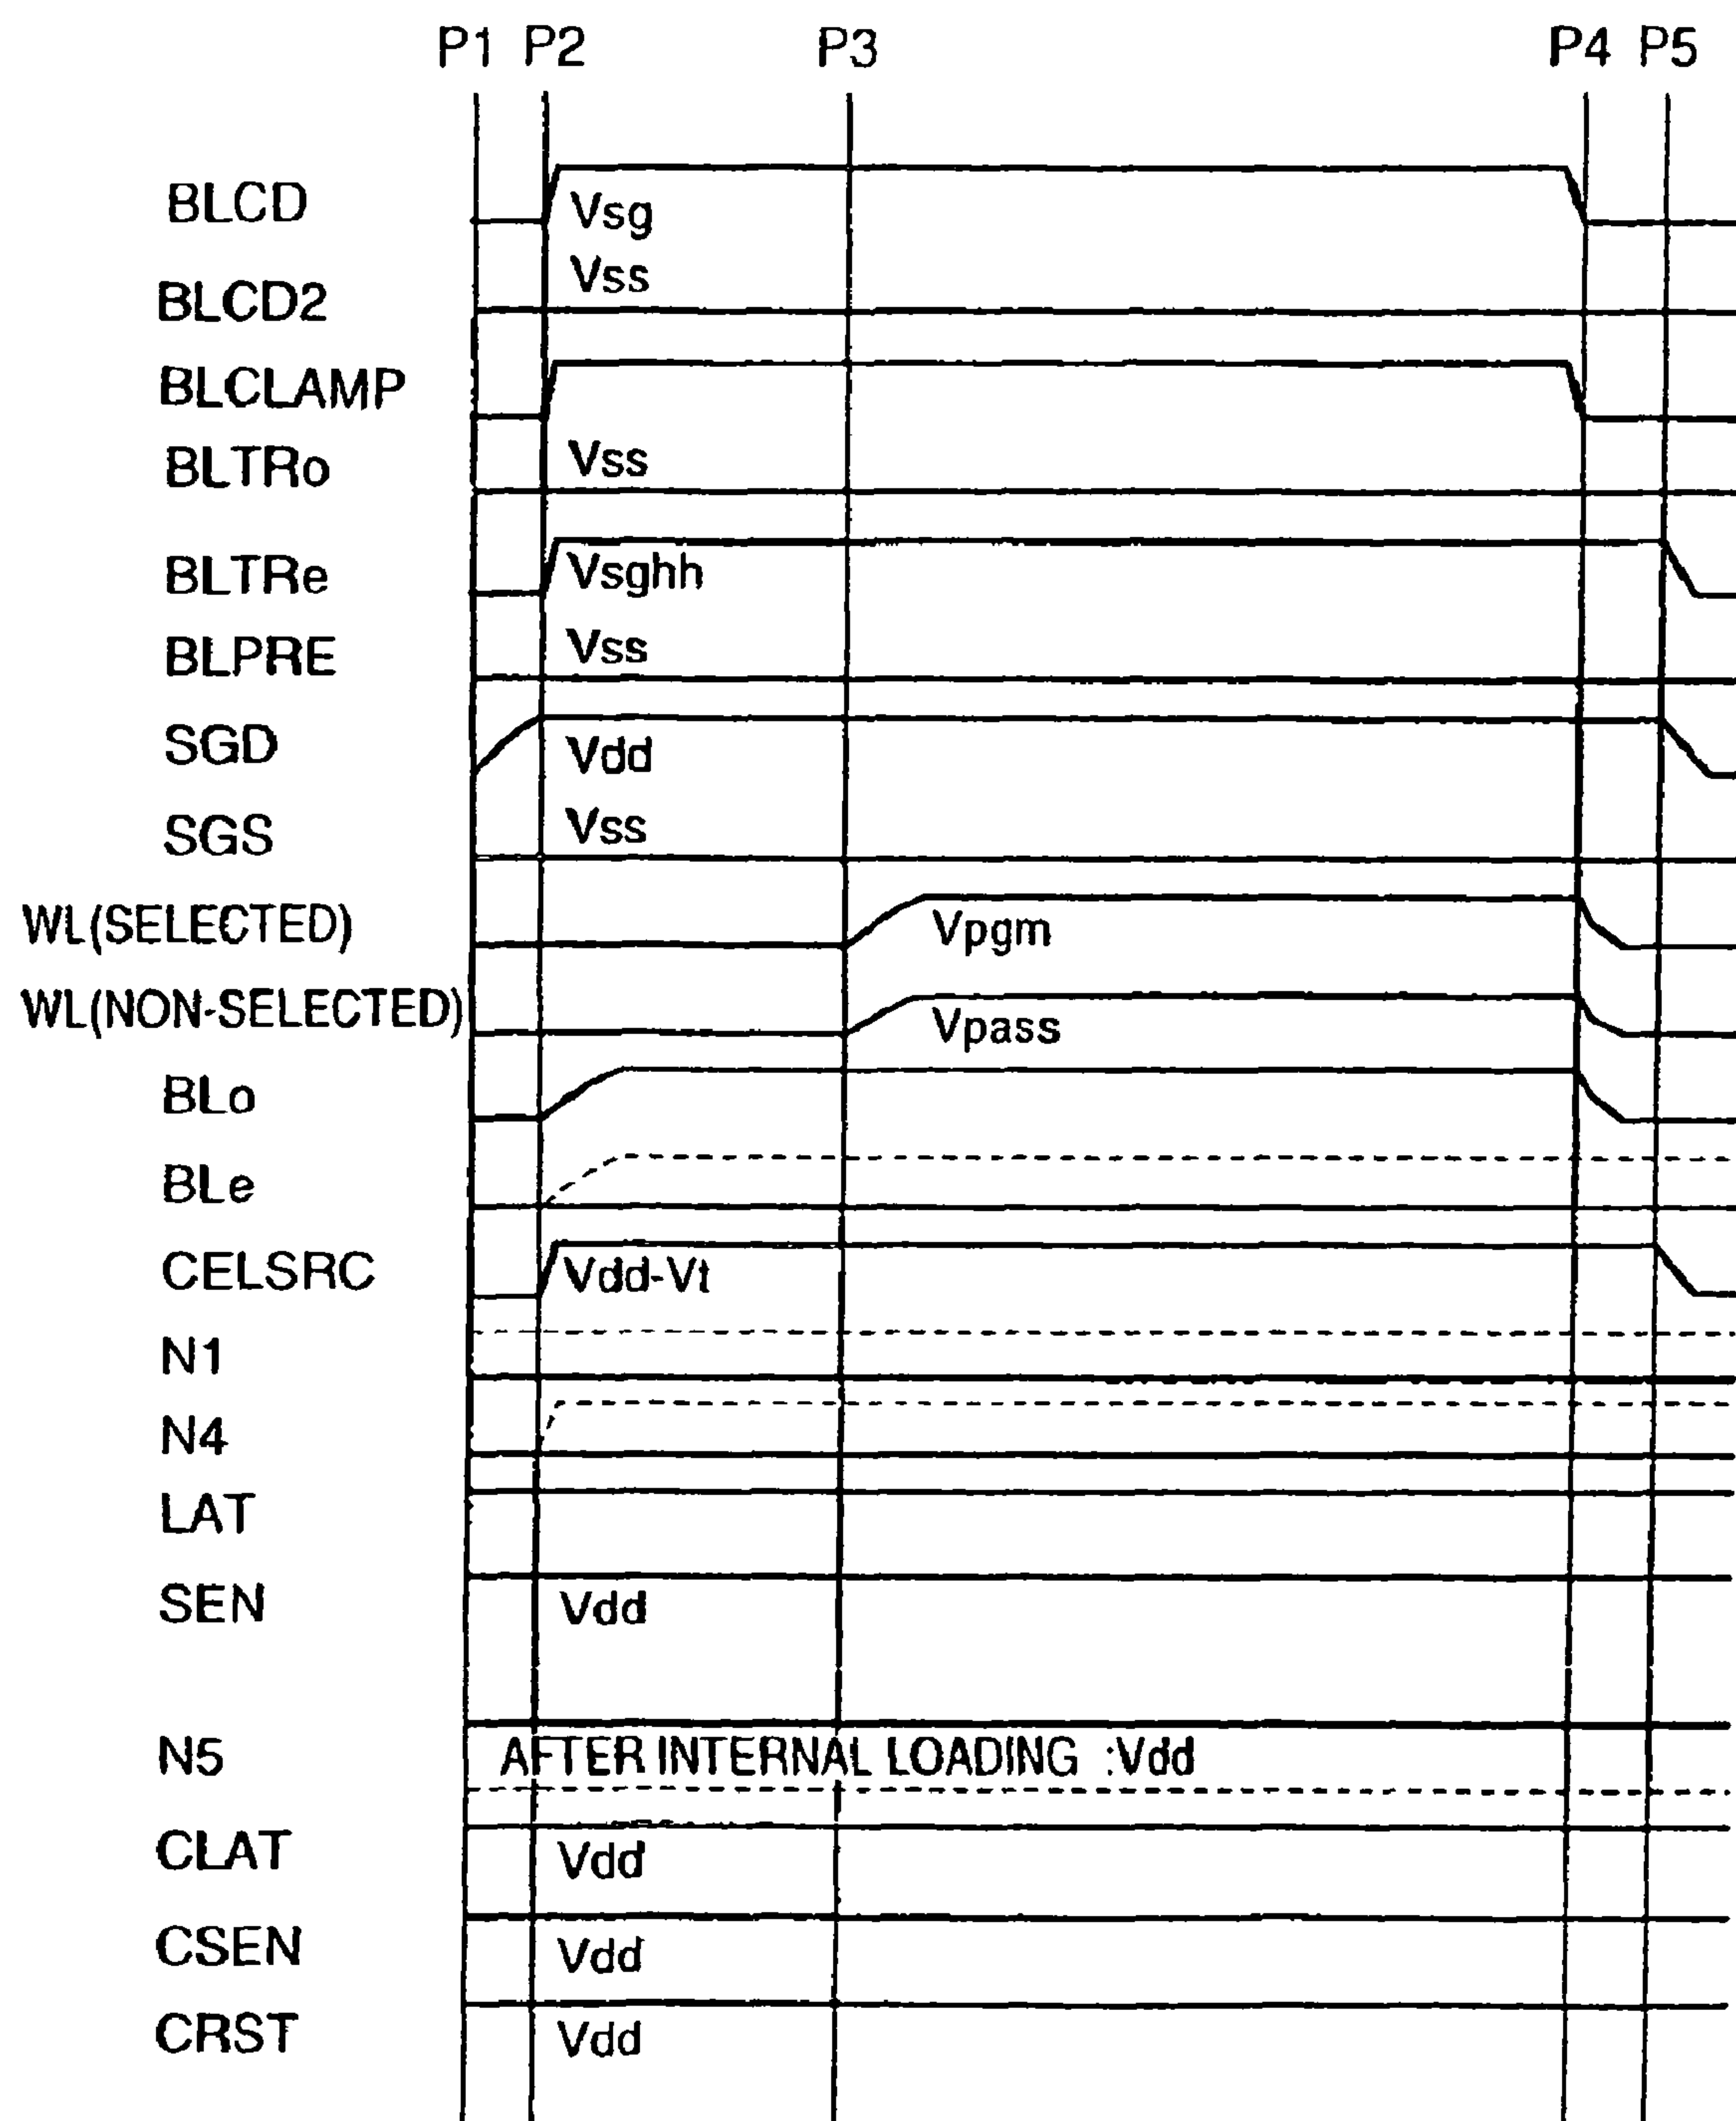 P1 P2 P3 P4 P5
BLCD Vsg
BLCD2 Vss
BLCLAMP
BLTRo Vss
BLTRe Vsghh
BLPRE Vss
SGD Vdd
SGS Vss
WL(SELECTED) Vpgm
WL(NON-SELECTED) Vpass
BLo
BLe
CELSRC Vdd-Vt
N1
N4
LAT
SEN Vdd
N5 AFTER INTERNAL LOADING :Vdd
CLAT Vdd
CSEN Vdd
CRST Vdd